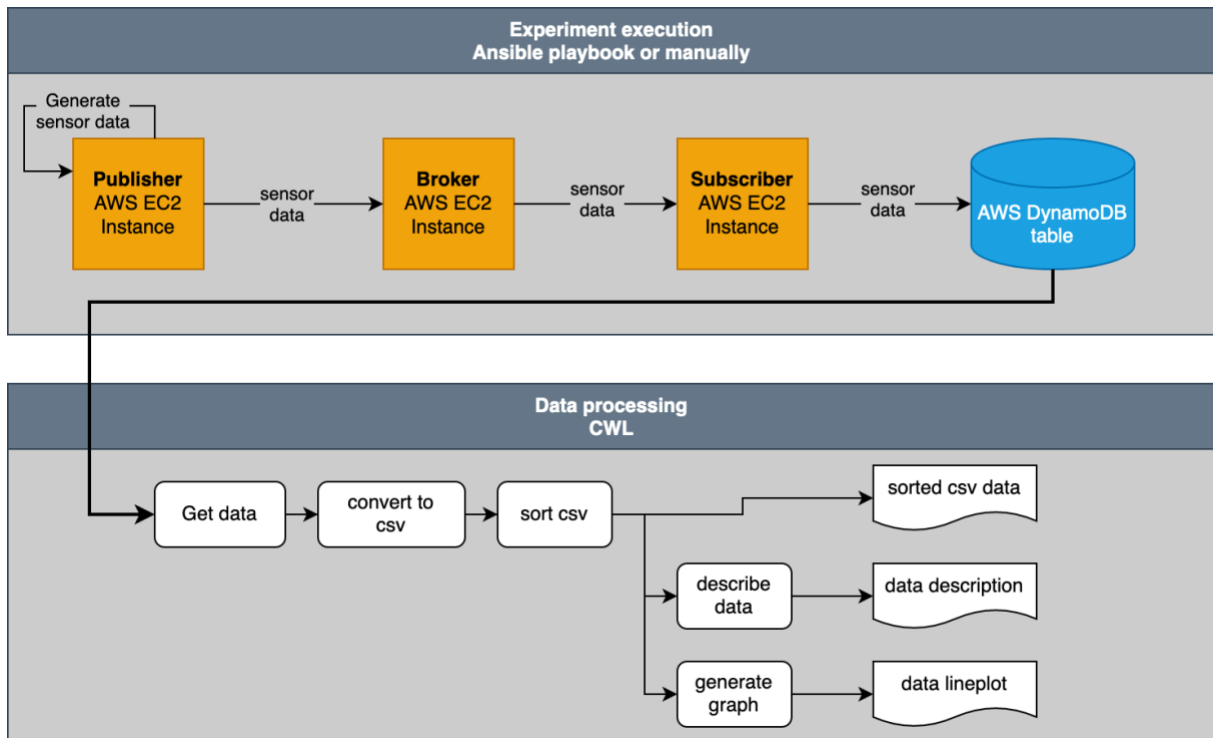 Experiment execution
Ansible playbook or manually
Generate
sensor data
Publisher
AWS EC2
Instance
sensor
data
Broker
AWS EC2
Instance
sensor
data
Subscriber
AWS EC2
Instance
sensor
data
AWS DynamoDB
table
Data processing
CWL
Get data
convert to
csv
sort csv
sorted csv data
describe
data
data description
generate
graph
data lineplot